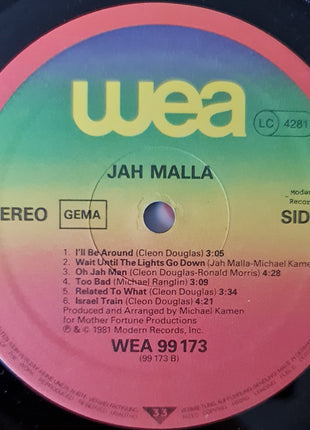 wea
LC 4281
JAH MALLA
EREO GEMA SID
Moder
Recor
1. I'll Be Around (Cleon Douglas) 3:05
2. Wait Until The Lights Go Down (Jah Malla-Michael Kame
3. Oh Jah Man (Cleon Douglas-Ronald Morris) 4:28
4. Too Bad (Michael Ranglin) 3:09
5. Related To What (Cleon Douglas) 3:34
6. Israel Train (Cleon Douglas) 4:21
Produced and Arranged by Michael Kamen
for Mother Fortune Productions
℗ & © 1981 Modern Records, Inc.
WEA 99 173
(99 173 B)
33